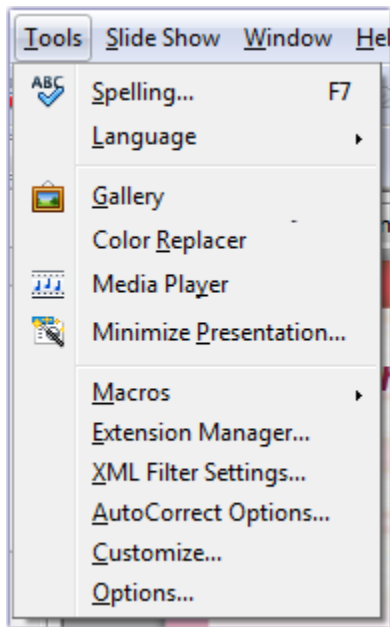 Tools Slide Show Window Hel
ABC Spelling... F7
Language
Gallery
Color Replacer
Media Player
Minimize Presentation...
Macros
Extension Manager...
XML Filter Settings...
AutoCorrect Options...
Customize...
Options...